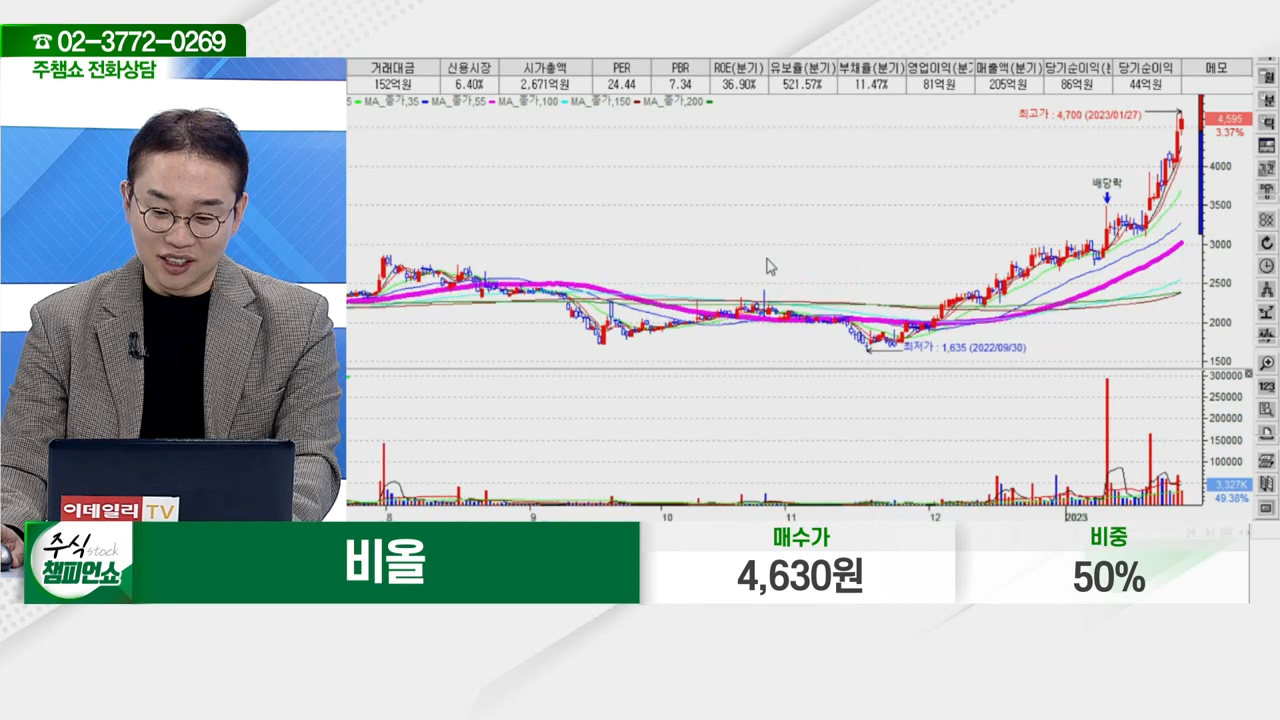 ☎ 02-3772-0269
주챔쇼 전화상담
거래대금 신용시장 시가총액 PER PBR ROE(분기) 유보율(분기) 부채율(분기) 영업이익(분기 매출액(분기) 당기순이익(분 당기순이익 메모
152억원 6.40% 2,671억원 24.44 7.34 36.90% 521.57% 11.47% 81억원 205억원 86억원 44억원
5 MA_종가,35 MA_종가,55 MA_종가,100 MA_종가,150 MA_종가,200
최고가 : 4,700 (2023/01/27)
4,595
3.37%
4000
배당락
3500
3000
2500
2000
최저가 : 1,635 (2022/09/30)
1500
300000
250000
200000
150000
100000
3,327K
49.38%
8 9 10 11 12 2023
123
이데일리 TV
주식 stock
챔피언쇼
비올
매수가
4,630원
비중
50%